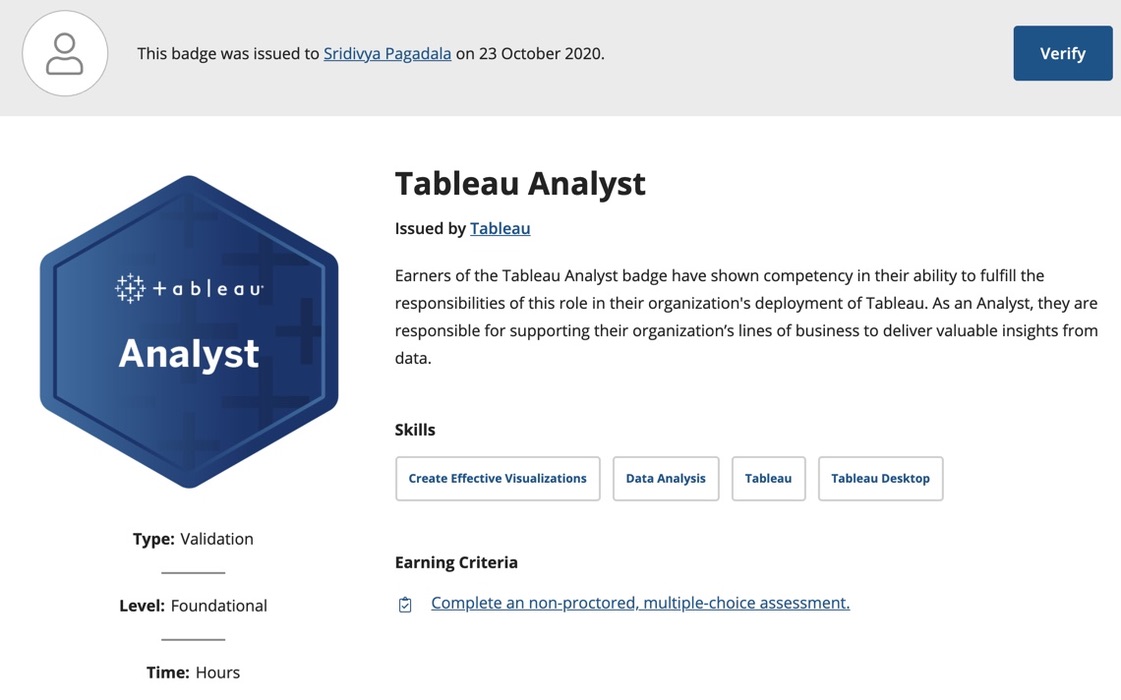 This badge was issued to Sridivya Pagadala on 23 October 2020.
Verify
+ableau
Analyst
Type: Validation
Level: Foundational
Time: Hours
Tableau Analyst
Issued by Tableau
Earners of the Tableau Analyst badge have shown competency in their ability to fulfill the
responsibilities of this role in their organization's deployment of Tableau. As an Analyst, they are
responsible for supporting their organization’s lines of business to deliver valuable insights from
data.
Skills
Create Effective Visualizations Data Analysis Tableau Tableau Desktop
Earning Criteria
Complete an non-proctored, multiple-choice assessment.